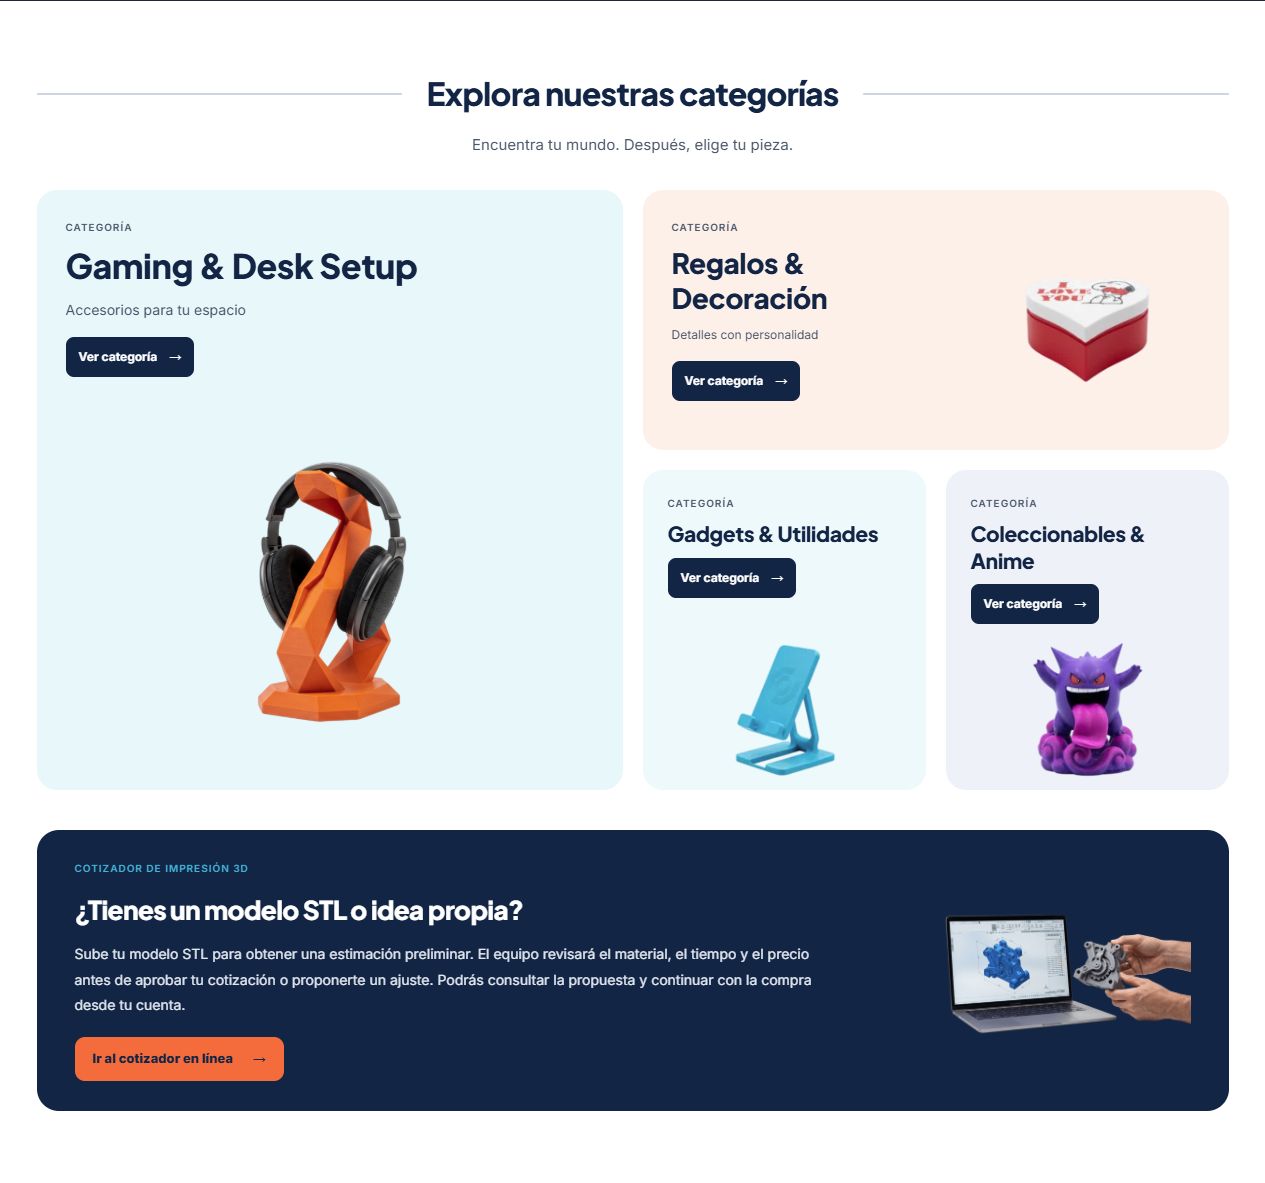 Explora nuestras categorías
Encuentra tu mundo. Después, elige tu pieza.
CATEGORÍA
Gaming & Desk Setup
Accesorios para tu espacio
Ver categoría →
CATEGORÍA
Regalos &
Decoración
Detalles con personalidad
Ver categoría →
I
LOVE
YOU
CATEGORÍA
Gadgets & Utilidades
Ver categoría →
CATEGORÍA
Coleccionables &
Anime
Ver categoría →
COTIZADOR DE IMPRESIÓN 3D
¿Tienes un modelo STL o idea propia?
Sube tu modelo STL para obtener una estimación preliminar. El equipo revisará el material, el tiempo y el precio
antes de aprobar tu cotización o proponerte un ajuste. Podrás consultar la propuesta y continuar con la compra
desde tu cuenta.
Ir al cotizador en línea →